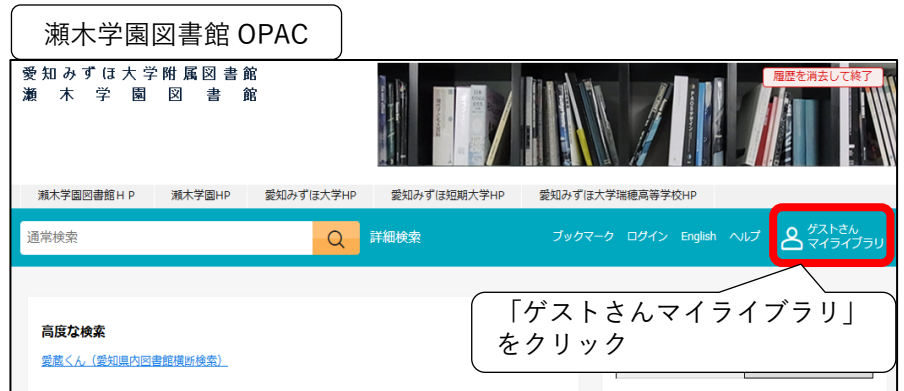 瀬木学園図書館 OPAC
愛知みずほ大学附属図書館
瀬木学園図書館
履歴を消去して終了
瀬木学園図書館HP 瀬木学園HP 愛知みずほ大学HP 愛知みずほ短期大学HP 愛知みずほ大学瑞穂高等学校HP
通常検索 詳細検索 ブックマーク ログイン English ヘルプ ゲストさん
マイライブラリ
「ゲストさんマイライブラリ」
をクリック
高度な検索
愛蔵くん（愛知県内図書館横断検索）